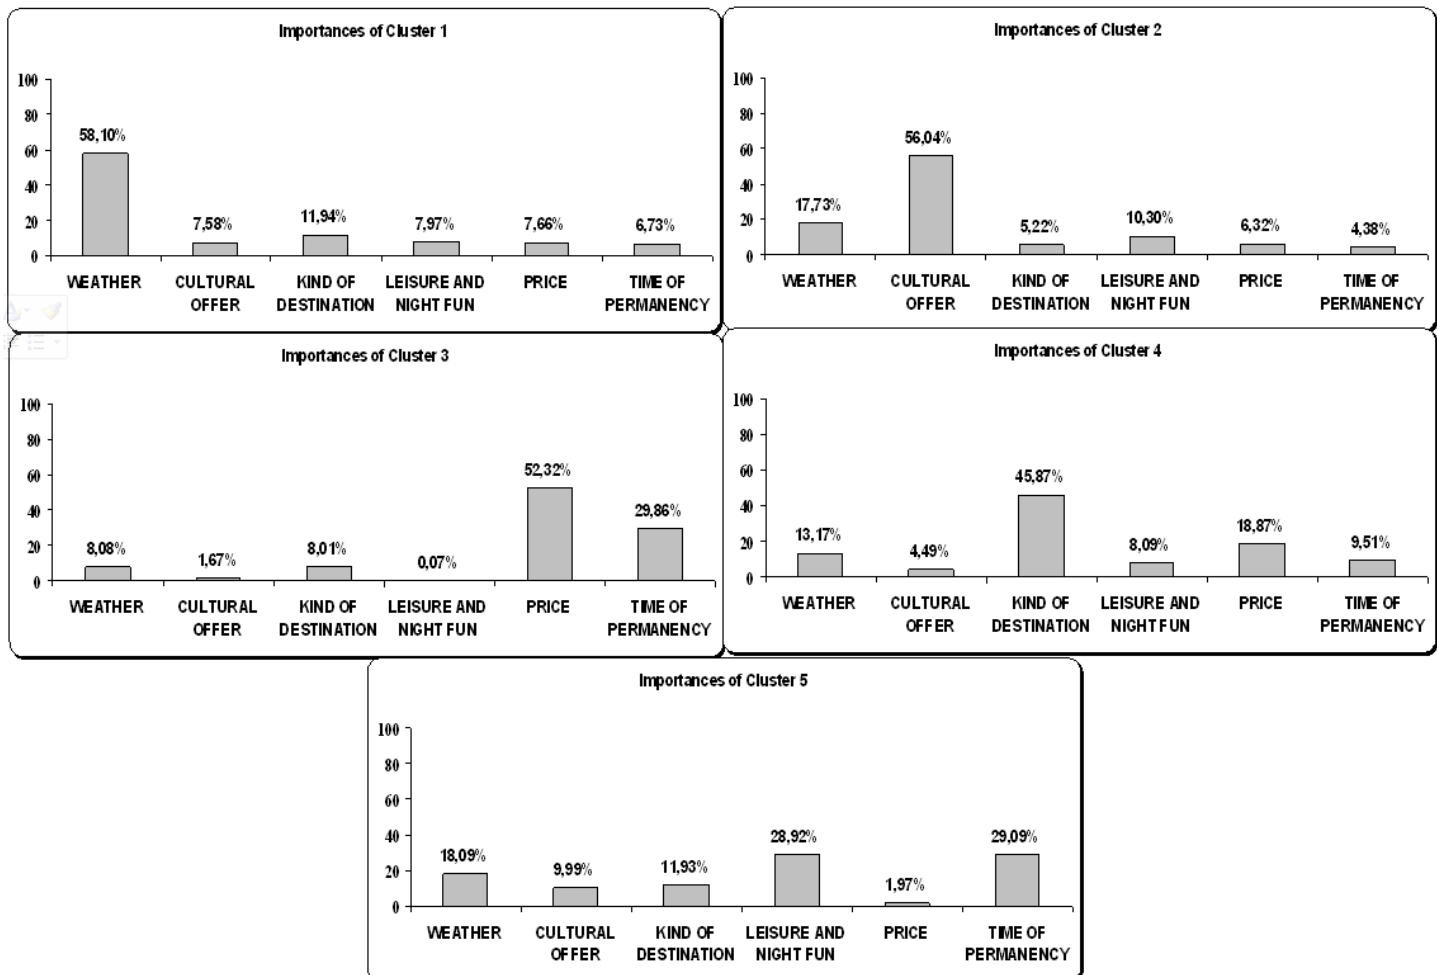 Importances of Cluster 1
100
80
60
40
20
0
58,10%
7,58%
11,94%
7,97%
7,66%
6,73%
WEATHER
CULTURAL
OFFER
KIND OF
DESTINATION
LEISURE AND
NIGHT FUN
PRICE
TIME OF
PERMANENCY
Importances of Cluster 2
100
80
60
40
20
0
17,73%
56,04%
5,22%
10,30%
6,32%
4,38%
WEATHER
CULTURAL
OFFER
KIND OF
DESTINATION
LEISURE AND
NIGHT FUN
PRICE
TIME OF
PERMANENCY
Importances of Cluster 3
100
80
60
40
20
0
8,08%
1,67%
8,01%
0,07%
52,32%
29,86%
WEATHER
CULTURAL
OFFER
KIND OF
DESTINATION
LEISURE AND
NIGHT FUN
PRICE
TIME OF
PERMANENCY
Importances of Cluster 4
100
80
60
40
20
0
13,17%
4,49%
45,87%
8,09%
18,87%
9,51%
WEATHER
CULTURAL
OFFER
KIND OF
DESTINATION
LEISURE AND
NIGHT FUN
PRICE
TIME OF
PERMANENCY
Importances of Cluster 5
100
80
60
40
20
0
18,09%
9,99%
11,93%
28,92%
1,97%
29,09%
WEATHER
CULTURAL
OFFER
KIND OF
DESTINATION
LEISURE AND
NIGHT FUN
PRICE
TIME OF
PERMANENCY